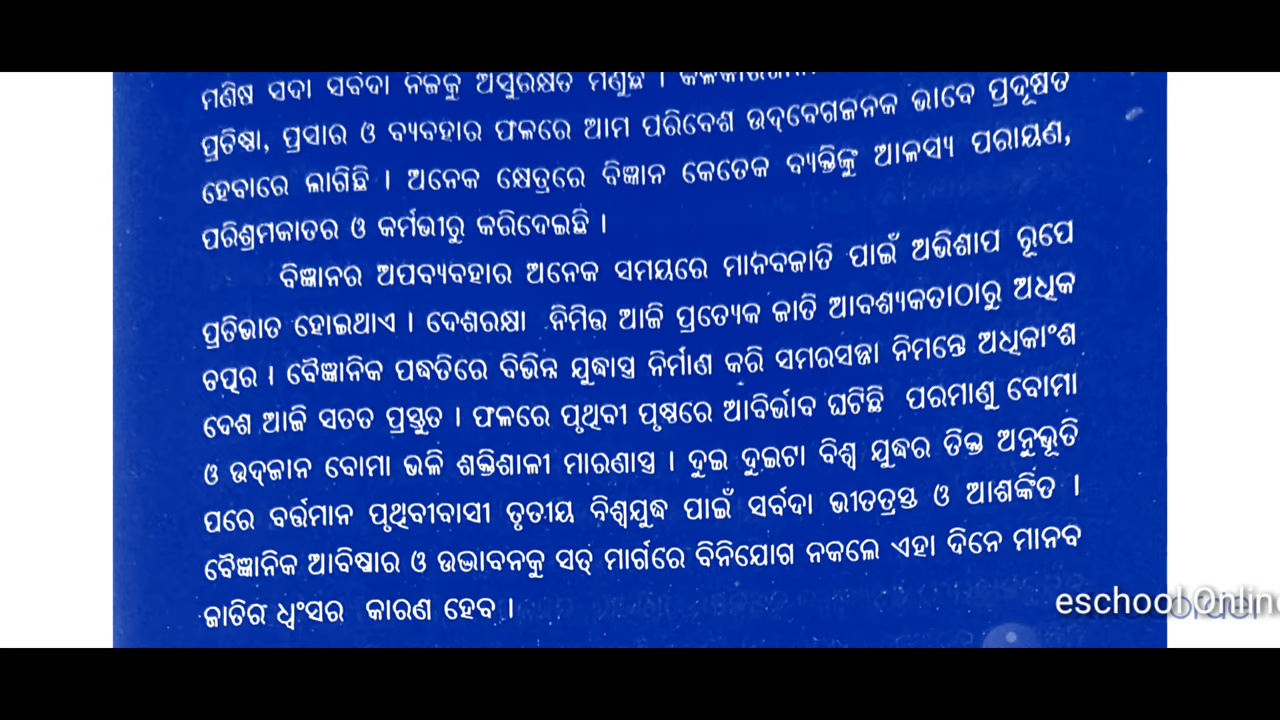 ମଣିଷ ସଦା ସର୍ବଦା ନିଜକୁ ଅସୁରକ୍ଷିତ ମଣୁଛି ।
ପ୍ରତିଷ୍ଠା, ପ୍ରସାର ଓ ବ୍ୟବହାର ଫଳରେ ଆମ ପରିବେଶ ଉଦ୍‌ବେଗଜନକ ଭାବେ ପ୍ରଦୂଷିତ
ହେବାରେ ଲାଗିଛି । ଅନେକ କ୍ଷେତ୍ରରେ ବିଜ୍ଞାନ କେତେକ ବ୍ୟକ୍ତିଙ୍କୁ ଆଳସ୍ୟ ପରାୟଣ,
ପରିଶ୍ରମକାତର ଓ କର୍ମଭୀରୁ କରିଦେଇଛି ।
ବିଜ୍ଞାନର ଅପବ୍ୟବହାର ଅନେକ ସମୟରେ ମାନବଜାତି ପାଇଁ ଅଭିଶାପ ରୂପେ
ପ୍ରତିଭାତ ହୋଇଥାଏ । ଦେଶରକ୍ଷା ନିମିତ୍ତ ଆଜି ପ୍ରତ୍ୟେକ ଜାତି ଆବଶ୍ୟକତାଠାରୁ ଅଧିକ
ତତ୍ପର । ବୈଜ୍ଞାନିକ ପଦ୍ଧତିରେ ବିଭିନ୍ନ ଯୁଦ୍ଧାସ୍ତ୍ର ନିର୍ମାଣ କରି ସମରସଜ୍ଜା ନିମନ୍ତେ ଅଧିକାଂଶ
ଦେଶ ଆଜି ସତତ ପ୍ରସ୍ତୁତ । ଫଳରେ ପୃଥିବୀ ପୃଷ୍ଠରେ ଆବିର୍ଭାବ ଘଟିଛି ପରମାଣୁ ବୋମା
ଓ ଉଦ୍‌ଜାନ ବୋମା ଭଳି ଶକ୍ତିଶାଳୀ ମାରଣାସ୍ତ୍ର । ଦୁଇ ଦୁଇଟା ବିଶ୍ୱ ଯୁଦ୍ଧର ତିକ୍ତ ଅନୁଭୂତି
ପରେ ବର୍ତ୍ତମାନ ପୃଥିବୀବାସୀ ତୃତୀୟ ବିଶ୍ୱଯୁଦ୍ଧ ପାଇଁ ସର୍ବଦା ଭୀତତ୍ରସ୍ତ ଓ ଆଶଙ୍କିତ ।
ବୈଜ୍ଞାନିକ ଆବିଷ୍କାର ଓ ଉଦ୍ଭାବନକୁ ସତ୍ ମାର୍ଗରେ ବିନିଯୋଗ ନକଲେ ଏହା ଦିନେ ମାନବ
ଜାତିର ଧ୍ୱଂସର କାରଣ ହେବ ।
eschool Online